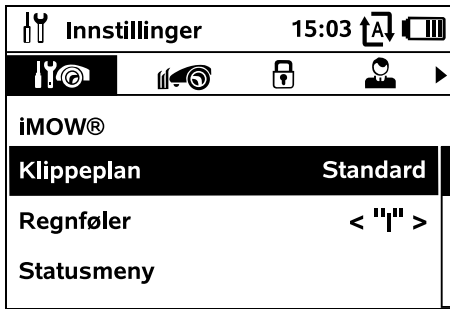 Innstillinger 15:03 A
iMOW®
Klippeplan Standard
Regnføler < "|" >
Statusmeny